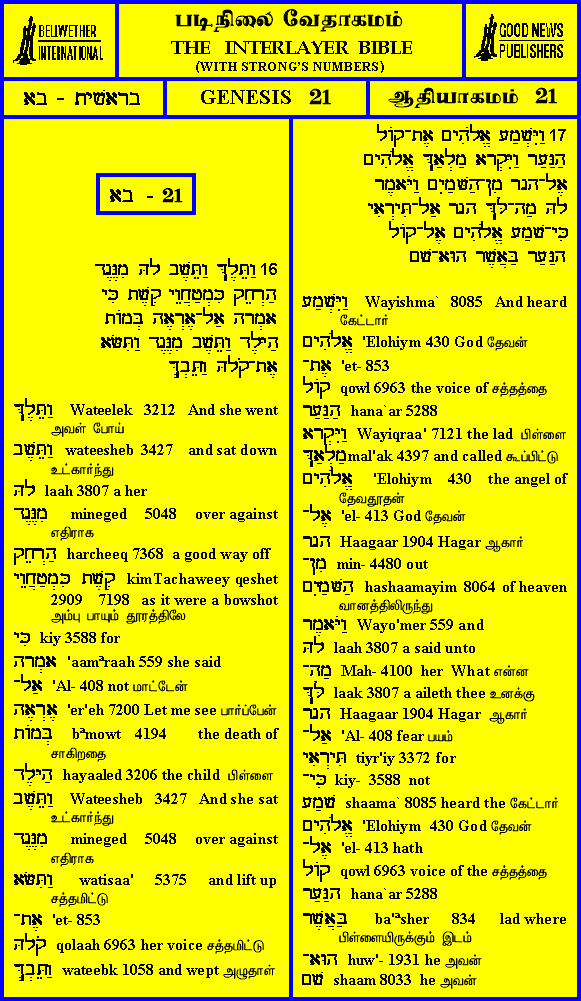 BELLWETHER
INTERNATIONAL
படிநிலை வேதாகமம்
THE INTERLAYER BIBLE
(WITH STRONG'S NUMBERS)
GOOD NEWS
PUBLISHERS
בראשית - בא
GENESIS 21
ஆதியாகமம் 21
בא - 21
16 וַתֵּלֶךְ וַתֵּשֶׁב לָהּ מִנֶּגֶד
הַרְחֵק כִּמְטַחֲוֵי קֶשֶׁת כִּי
אָמְרָה אַל־אֶרְאֶה בְּמוֹת
הַיָּלֶד וַתֵּשֶׁב מִנֶּגֶד וַתִּשָּׂא
אֶת־קֹלָהּ וַתֵּבְךְּ
וַתֵּלֶךְ Wateelek 3212 And she went
அவள் போய்
וַתֵּשֶׁב wateesheb 3427 and sat down
உட்கார்ந்து
לָהּ laah 3807 a her
מִנֶּגֶד mineged 5048 over against
எதிராக
הַרְחֵק harcheeq 7368 a good way off
כִּמְטַחֲוֵי קֶשֶׁת kimTachaweey qeshet
2909 7198 as it were a bowshot
அம்பு பாயும் தூரத்திலே
כִּי kiy 3588 for
אָמְרָה 'aamªraah 559 she said
אַל־ 'Al- 408 not மாட்டேன்
אֶרְאֶה 'er'eh 7200 Let me see பார்ப்பேன்
בְּמוֹת bªmowt 4194 the death of
சாகிறதை
הַיָּלֶד hayaaled 3206 the child பிள்ளை
וַתֵּשֶׁב Wateesheb 3427 And she sat
உட்கார்ந்து
מִנֶּגֶד mineged 5048 over against
எதிராக
וַתִּשָּׂא watisaa' 5375 and lift up
சத்தமிட்டு
אֶת־ 'et- 853
קֹלָהּ qolaah 6963 her voice சத்தமிட்டு
וַתֵּבְךְּ wateebk 1058 and wept அழுதாள்
17 וַיִּשְׁמַע אֱלֹהִים אֶת־קוֹל
הַנַּעַר וַיִּקְרָא מַלְאַךְ אֱלֹהִים
אֶל־הָגָר מִן־הַשָּׁמַיִם וַיֹּאמֶר
לָהּ מַה־לָּךְ הָגָר אַל־תִּירְאִי
כִּי־שָׁמַע אֱלֹהִים אֶל־קוֹל
הַנַּעַר בַּאֲשֶׁר הוּא־שָׁם
וַיִּשְׁמַע Wayishma` 8085 And heard
கேட்டார்
אֱלֹהִים 'Elohiym 430 God தேவன்
אֶת־ 'et- 853
קוֹל qowl 6963 the voice of சத்தத்தை
הַנַּעַר hana`ar 5288
וַיִּקְרָא Wayiqraa' 7121 the lad பிள்ளை
מַלְאַךְ mal'ak 4397 and called கூப்பிட்டு
אֱלֹהִים 'Elohiym 430 the angel of
தேவதூதன்
אֶל־ 'el- 413 God தேவன்
הָגָר Haagaar 1904 Hagar ஆகார்
מִן־ min- 4480 out
הַשָּׁמַיִם hashaamayim 8064 of heaven
வானத்திலிருந்து
וַיֹּאמֶר Wayo'mer 559 and
לָהּ laah 3807 a said unto
מַה־ Mah- 4100 her What என்ன
לָּךְ laak 3807 a aileth thee உனக்கு
הָגָר Haagaar 1904 Hagar ஆகார்
אַל־ 'Al- 408 fear பயம்
תִּירְאִי tiyr'iy 3372 for
כִּי־ kiy- 3588 not
שָׁמַע shaama` 8085 heard the கேட்டார்
אֱלֹהִים 'Elohiym 430 God தேவன்
אֶל־ 'el- 413 hath
קוֹל qowl 6963 voice of the சத்தத்தை
הַנַּעַר hana`ar 5288
בַּאֲשֶׁר ba'ªsher 834 lad where
பிள்ளையிருக்கும் இடம்
הוּא־ huw'- 1931 he அவன்
שָׁם shaam 8033 he அவன்